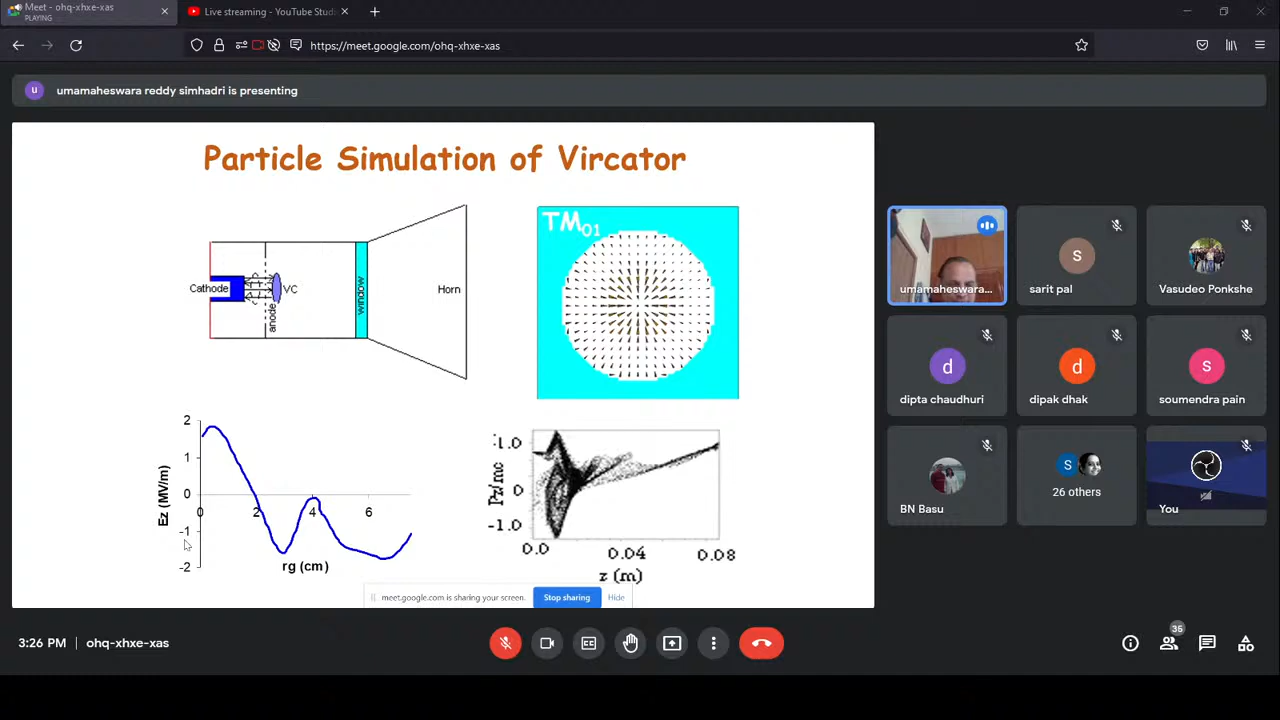 Meet - ohq-xhxe-xas
PLAYING
Live streaming - YouTube Studi
https://meet.google.com/ohq-xhxe-xas
u
umamaheswara reddy simhadri is presenting
Particle Simulation of Vircator
Cathode
VC
anode
window
Horn
TM01
Ez (MV/m)
2
1
0
-1
-2
0
2
4
6
rg (cm)
Pz/mc
1.0
0
-1.0
0.0
0.04
0.08
z (m)
meet.google.com is sharing your screen.
Stop sharing
Hide
umamaheswara...
s
sarit pal
Vasudeo Ponkshe
d
dipta chaudhuri
d
dipak dhak
s
soumendra pain
BN Basu
S
26 others
You
3:26 PM | ohq-xhxe-xas
CC
36